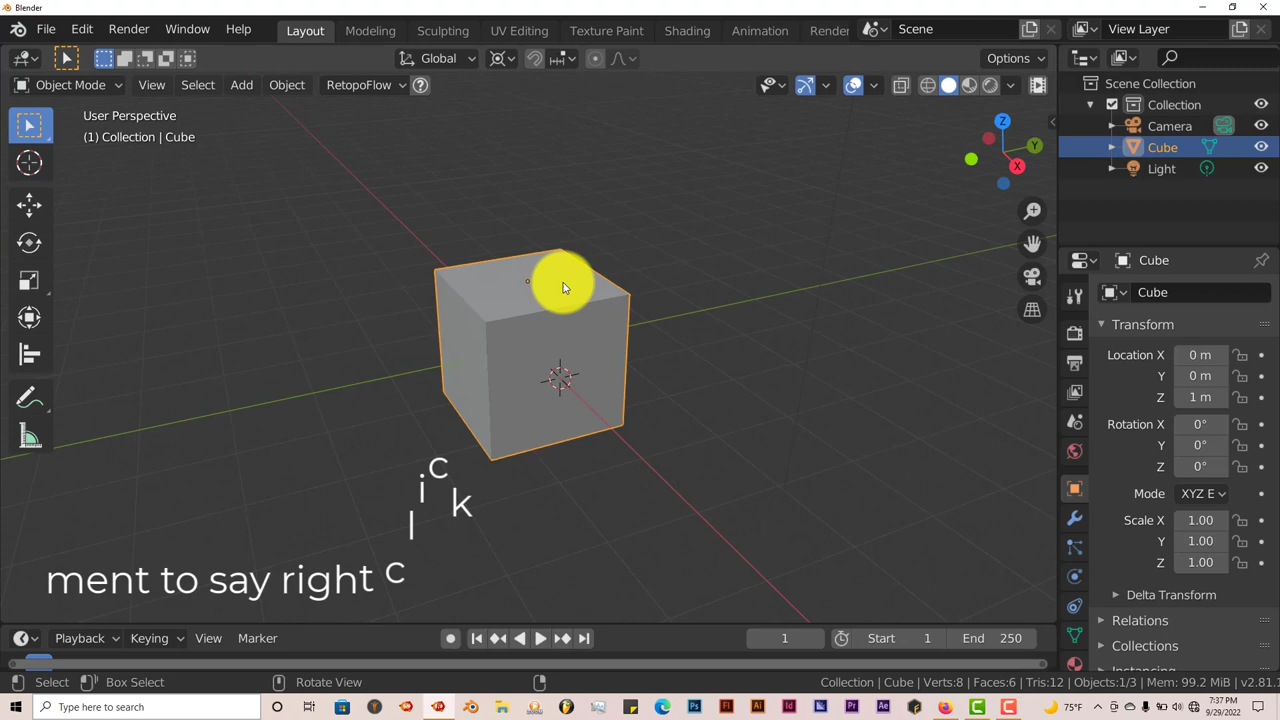 Blender
File Edit Render Window Help Layout Modeling Sculpting UV Editing Texture Paint Shading Animation Scene View Layer
Global Options
Object Mode View Select Add Object RetopoFlow
User Perspective
(1) Collection | Cube
Z
Y
X
Scene Collection
Collection
Camera
Cube
Light
Cube
Cube
Transform
Location X 0 m
Y 0 m
Z 1 m
Rotation X 0°
Y 0°
Z 0°
Mode XYZ E
Scale X 1.00
Y 1.00
Z 1.00
Delta Transform
Relations
Collections
ment to say right c l i c k
Playback Keying View Marker 1 Start 1 End 250
Select Box Select Rotate View Collection | Cube | Verts:8 | Faces:6 | Tris:12 | Objects:1/3 | Mem: 99.2 MiB | v2.81.1
Type here to search 75°F 7:37 PM
9/29/2022